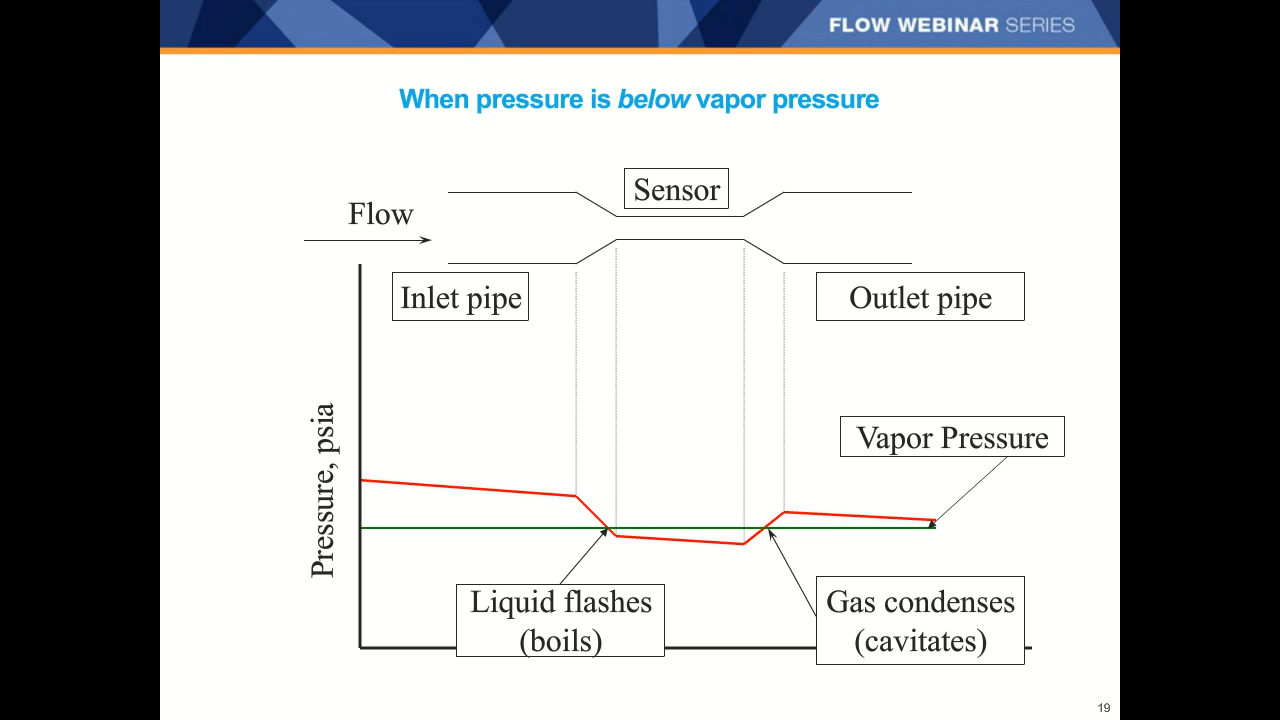 FLOW WEBINAR SERIES
When pressure is below vapor pressure
Sensor
Flow
Inlet pipe
Outlet pipe
Pressure, psia
Vapor Pressure
Liquid flashes
(boils)
Gas condenses
(cavitates)
19